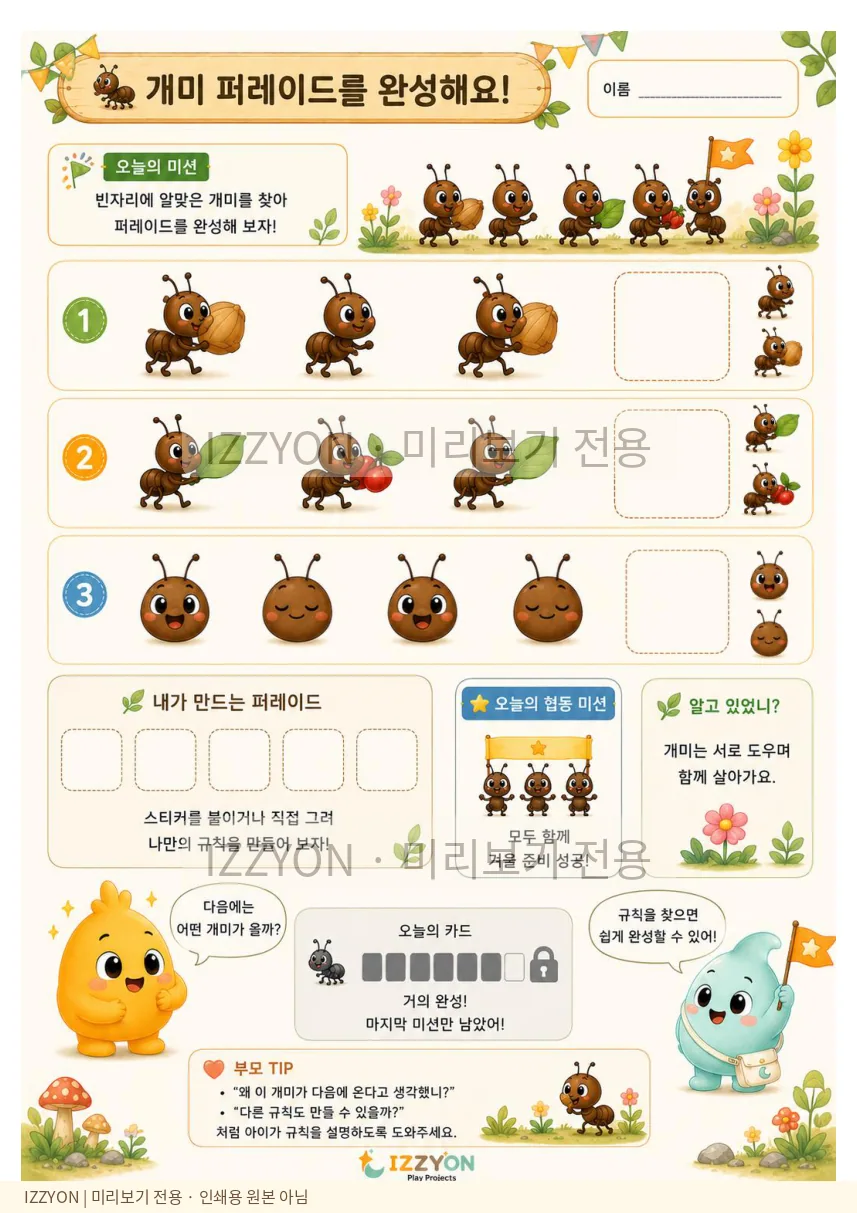 개미 퍼레이드를 완성해요!
이름
오늘의 미션
빈자리에 알맞은 개미를 찾아
퍼레이드를 완성해 보자!
1
2
IZZYON · 미리보기 전용
3
내가 만드는 퍼레이드
스티커를 붙이거나 직접 그려
나만의 규칙을 만들어 보자!
오늘의 협동 미션
모두 함께
겨울 준비 성공!
알고 있었니?
개미는 서로 도우며
함께 살아가요.
IZZYON · 미리보기 전용
다음에는
어떤 개미가 올까?
오늘의 카드
거의 완성!
마지막 미션만 남았어!
규칙을 찾으면
쉽게 완성할 수 있어!
부모 TIP
• “왜 이 개미가 다음에 온다고 생각했니?”
• “다른 규칙도 만들 수 있을까?”
처럼 아이가 규칙을 설명하도록 도와주세요.
IZZYON
Play Projects
IZZYON | 미리보기 전용 · 인쇄용 원본 아님